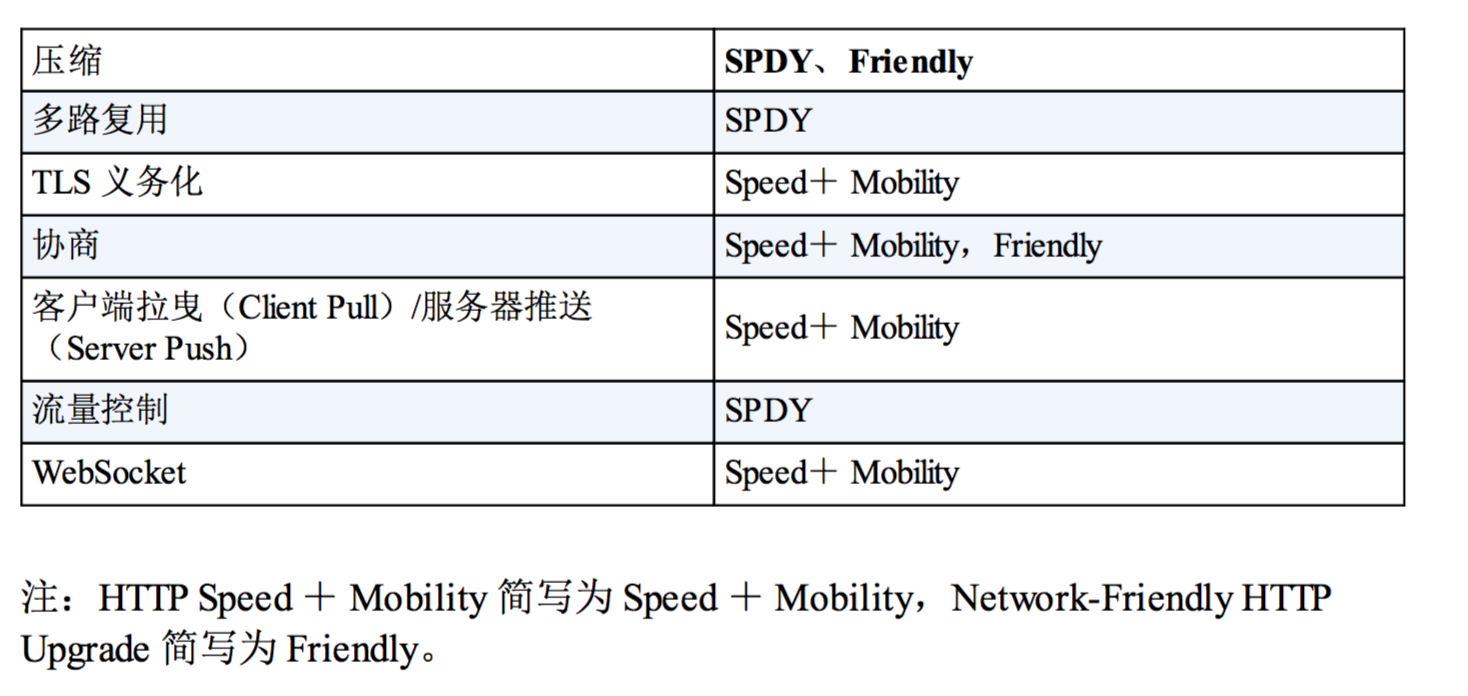 压缩 SPDY、Friendly
多路复用 SPDY
TLS 义务化 Speed＋ Mobility
协商 Speed＋ Mobility，Friendly
客户端拉曳（Client Pull）/服务器推送
（Server Push） Speed＋ Mobility
流量控制 SPDY
WebSocket Speed＋ Mobility
注：HTTP Speed ＋ Mobility 简写为 Speed ＋ Mobility，Network-Friendly HTTP
Upgrade 简写为 Friendly。